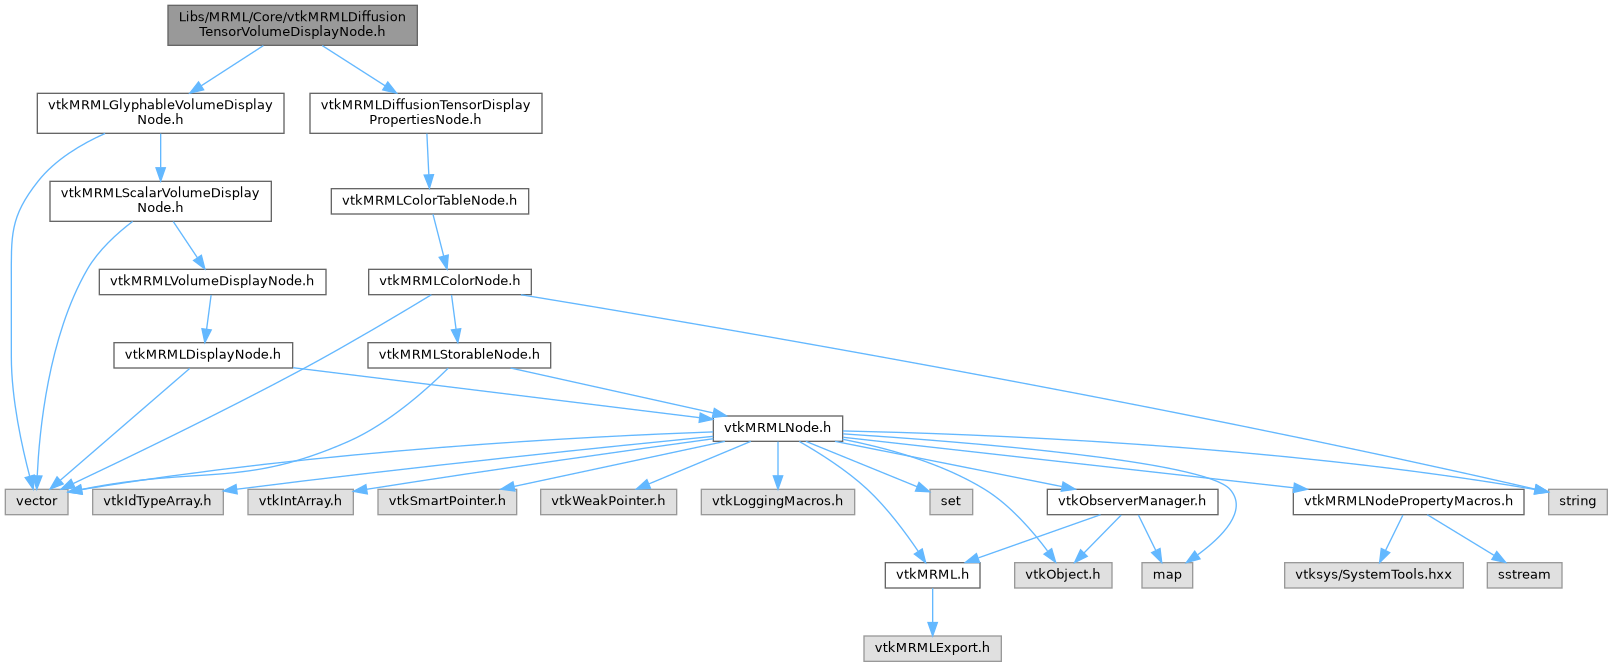 Libs/MRML/Core/vtkMRMLDiffusion
TensorVolumeDisplayNode.h
vtkMRMLGlyphableVolumeDisplay
Node.h
vtkMRMLDiffusionTensorDisplay
PropertiesNode.h
vtkMRMLScalarVolumeDisplay
Node.h
vtkMRMLColorTableNode.h
vtkMRMLVolumeDisplayNode.h
vtkMRMLColorNode.h
vtkMRMLDisplayNode.h
vtkMRMLStorableNode.h
vtkMRMLNode.h
vector
vtkIdTypeArray.h
vtkIntArray.h
vtkSmartPointer.h
vtkWeakPointer.h
vtkLoggingMacros.h
set
vtkObserverManager.h
vtkMRMLNodePropertyMacros.h
string
vtkMRML.h
vtkObject.h
map
vtksys/SystemTools.hxx
sstream
vtkMRMLExport.h